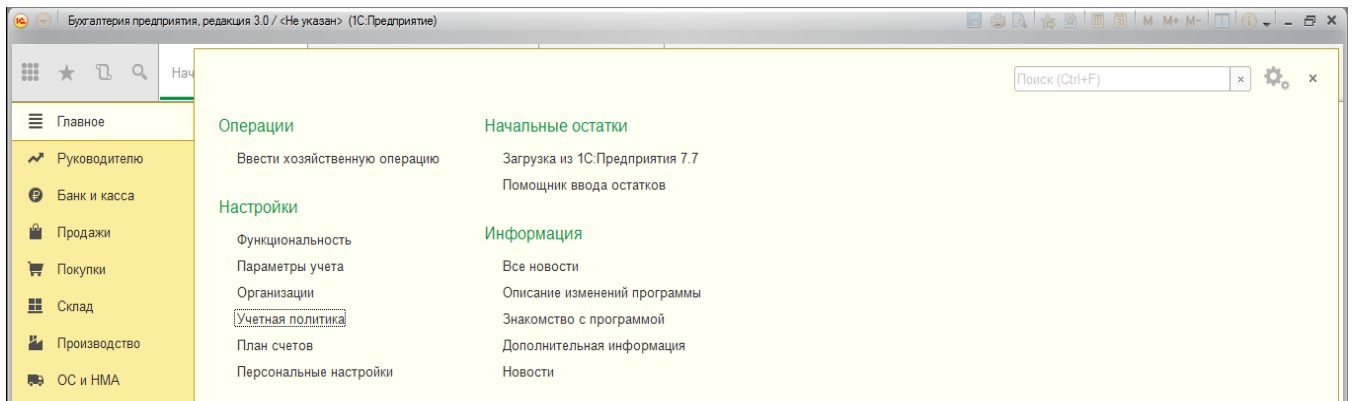 Бухгалтерия предприятия, редакция 3.0 / <Не указан> (1С:Предприятие)
M M+ M-
Нач
Поиск (Ctrl+F)
Главное
Руководителю
Банк и касса
Продажи
Покупки
Склад
Производство
ОС и НМА
Операции
Ввести хозяйственную операцию
Настройки
Функциональность
Параметры учета
Организации
Учетная политика
План счетов
Персональные настройки
Начальные остатки
Загрузка из 1С:Предприятия 7.7
Помощник ввода остатков
Информация
Все новости
Описание изменений программы
Знакомство с программой
Дополнительная информация
Новости